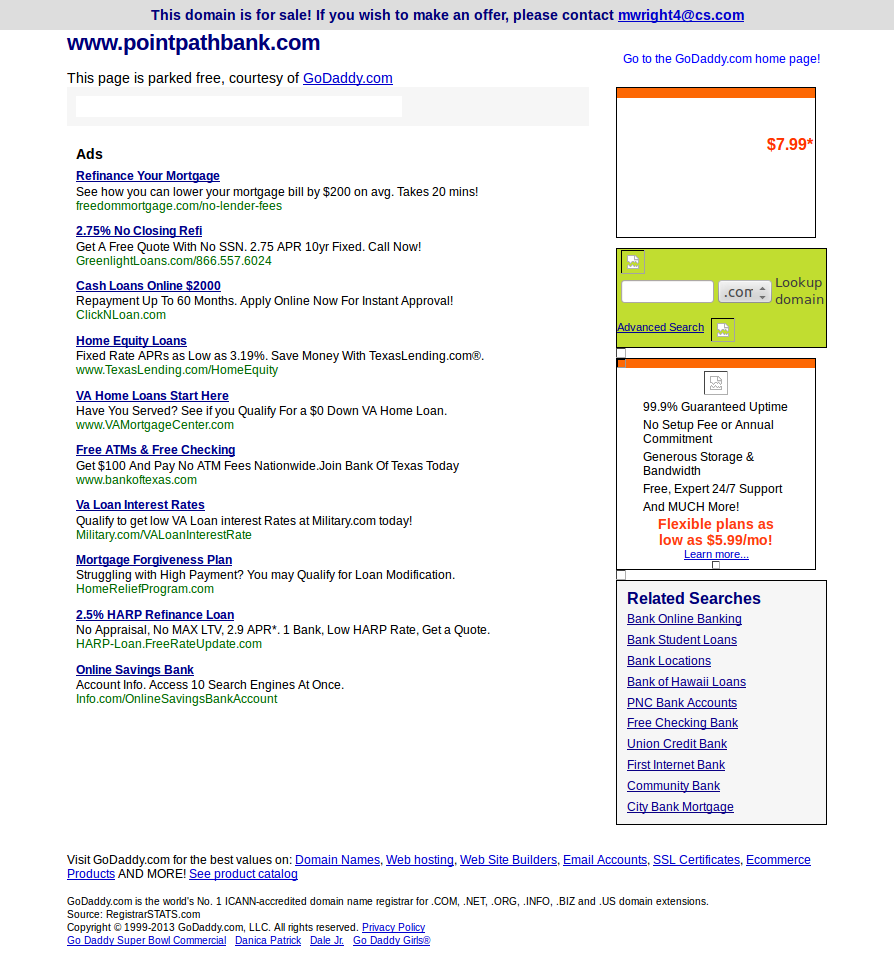 This domain is for sale! If you wish to make an offer, please contact mwright4@cs.com
www.pointpathbank.com
Go to the GoDaddy.com home page!
This page is parked free, courtesy of GoDaddy.com
Ads
Refinance Your Mortgage
See how you can lower your mortgage bill by $200 on avg. Takes 20 mins!
freedommortgage.com/no-lender-fees
2.75% No Closing Refi
Get A Free Quote With No SSN. 2.75 APR 10yr Fixed. Call Now!
GreenlightLoans.com/866.557.6024
Cash Loans Online $2000
Repayment Up To 60 Months. Apply Online Now For Instant Approval!
ClickNLoan.com
Home Equity Loans
Fixed Rate APRs as Low as 3.19%. Save Money With TexasLending.com®.
www.TexasLending.com/HomeEquity
VA Home Loans Start Here
Have You Served? See if you Qualify For a $0 Down VA Home Loan.
www.VAMortgageCenter.com
Free ATMs & Free Checking
Get $100 And Pay No ATM Fees Nationwide.Join Bank Of Texas Today
www.bankoftexas.com
Va Loan Interest Rates
Qualify to get low VA Loan interest Rates at Military.com today!
Military.com/VALoanInterestRate
Mortgage Forgiveness Plan
Struggling with High Payment? You may Qualify for Loan Modification.
HomeReliefProgram.com
2.5% HARP Refinance Loan
No Appraisal, No MAX LTV, 2.9 APR*. 1 Bank, Low HARP Rate, Get a Quote.
HARP-Loan.FreeRateUpdate.com
Online Savings Bank
Account Info. Access 10 Search Engines At Once.
Info.com/OnlineSavingsBankAccount
$7.99*
.com
Lookup
domain
Advanced Search
99.9% Guaranteed Uptime
No Setup Fee or Annual
Commitment
Generous Storage &
Bandwidth
Free, Expert 24/7 Support
And MUCH More!
Flexible plans as
low as $5.99/mo!
Learn more...
Related Searches
Bank Online Banking
Bank Student Loans
Bank Locations
Bank of Hawaii Loans
PNC Bank Accounts
Free Checking Bank
Union Credit Bank
First Internet Bank
Community Bank
City Bank Mortgage
Visit GoDaddy.com for the best values on: Domain Names, Web hosting, Web Site Builders, Email Accounts, SSL Certificates, Ecommerce
Products AND MORE! See product catalog
GoDaddy.com is the world's No. 1 ICANN-accredited domain name registrar for .COM, .NET, .ORG, .INFO, .BIZ and .US domain extensions.
Source: RegistrarSTATS.com
Copyright © 1999-2013 GoDaddy.com, LLC. All rights reserved. Privacy Policy
Go Daddy Super Bowl Commercial Danica Patrick Dale Jr. Go Daddy Girls®